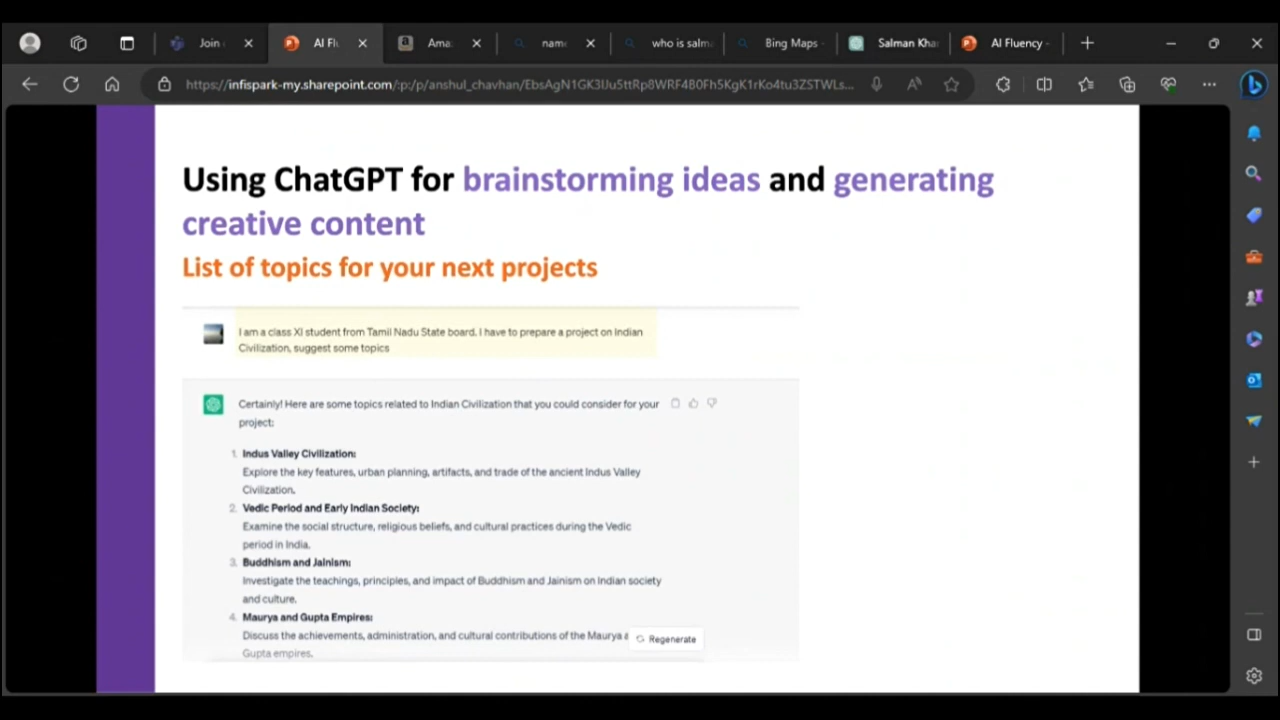 Join
AI Fl
Ama
nam
who is salm
Bing Maps
Salman Kha
AI Fluency -
infispark-my.sharepoint.com
Using ChatGPT for brainstorming ideas and generating
creative content
List of topics for your next projects
I am a class XI student from Tamil Nadu State board. I have to prepare a project on Indian
Civilization, suggest some topics
Certainly! Here are some topics related to Indian Civilization that you could consider for your
project:
1. Indus Valley Civilization:
Explore the key features, urban planning, artifacts, and trade of the ancient Indus Valley
Civilization.
2. Vedic Period and Early Indian Society:
Examine the social structure, religious beliefs, and cultural practices during the Vedic
period in India.
3. Buddhism and Jainism:
Investigate the teachings, principles, and impact of Buddhism and Jainism on Indian society
and culture.
4. Maurya and Gupta Empires:
Discuss the achievements, administration, and cultural contributions of the Maurya a
Regenerate
Gupta empires.